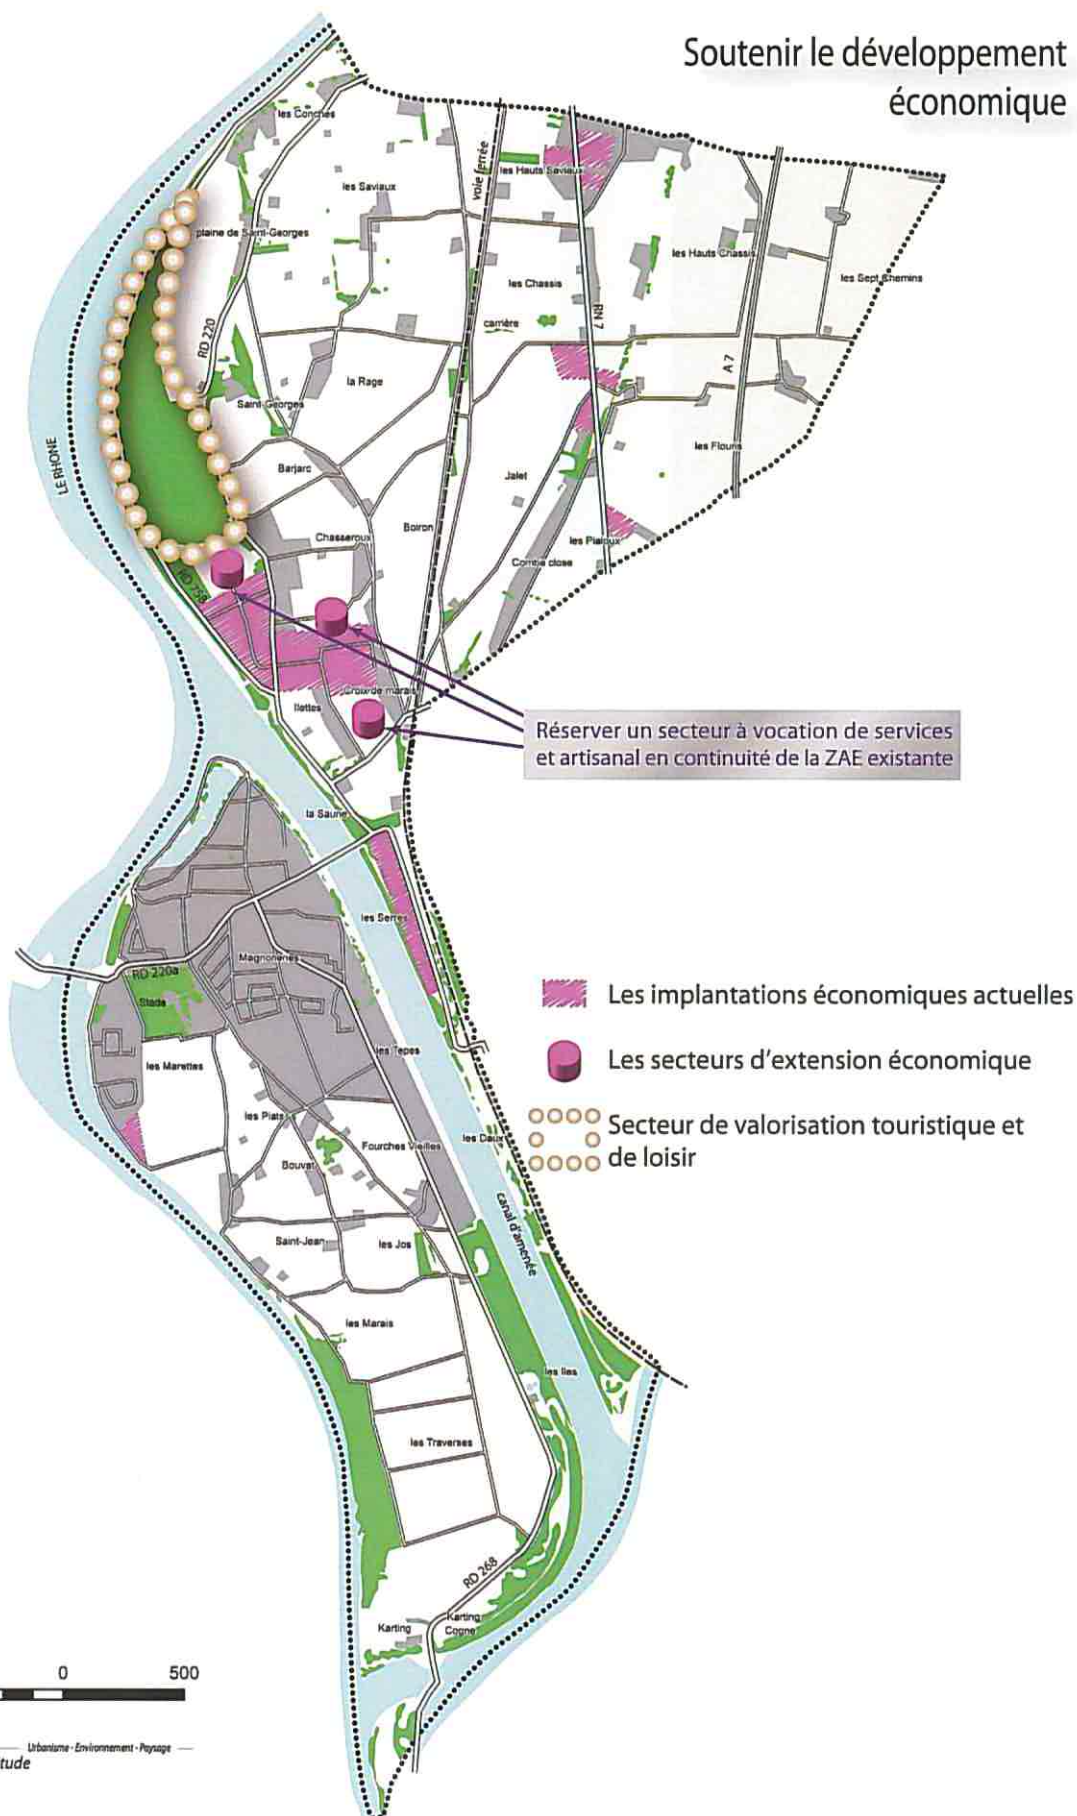 Soutenir le développement
économique
les Conches
les Saviaux
voie ferrée
les Hauts Saviaux
plaine de Saint-Georges
les Hauts Chassis
les Sept Chemins
les Chassis
RN 7
carrière
RD 220
A 7
la Rage
Saint-Georges
LE RHONE
les Flouris
Barjarc
Jalet
Boiron
Chasseroux
les Pialoux
Combe close
Croix de marais
Ilettes
Réserver un secteur à vocation de services
et artisanal en continuité de la ZAE existante
les Serres
Magnoneries
RD 220a
Stade
Les implantations économiques actuelles
les Tepes
Les secteurs d'extension économique
les Marettes
les Plats
Secteur de valorisation touristique et
de loisir
Fourches Vieilles
les Daux
Bouvat
canal d'amenée
Saint-Jean
les Jos
les Marais
les Iles
les Traverses
RD 268
Karting
Karting
Cogne
0 500
Urbanisme - Environnement - Paysage
tude